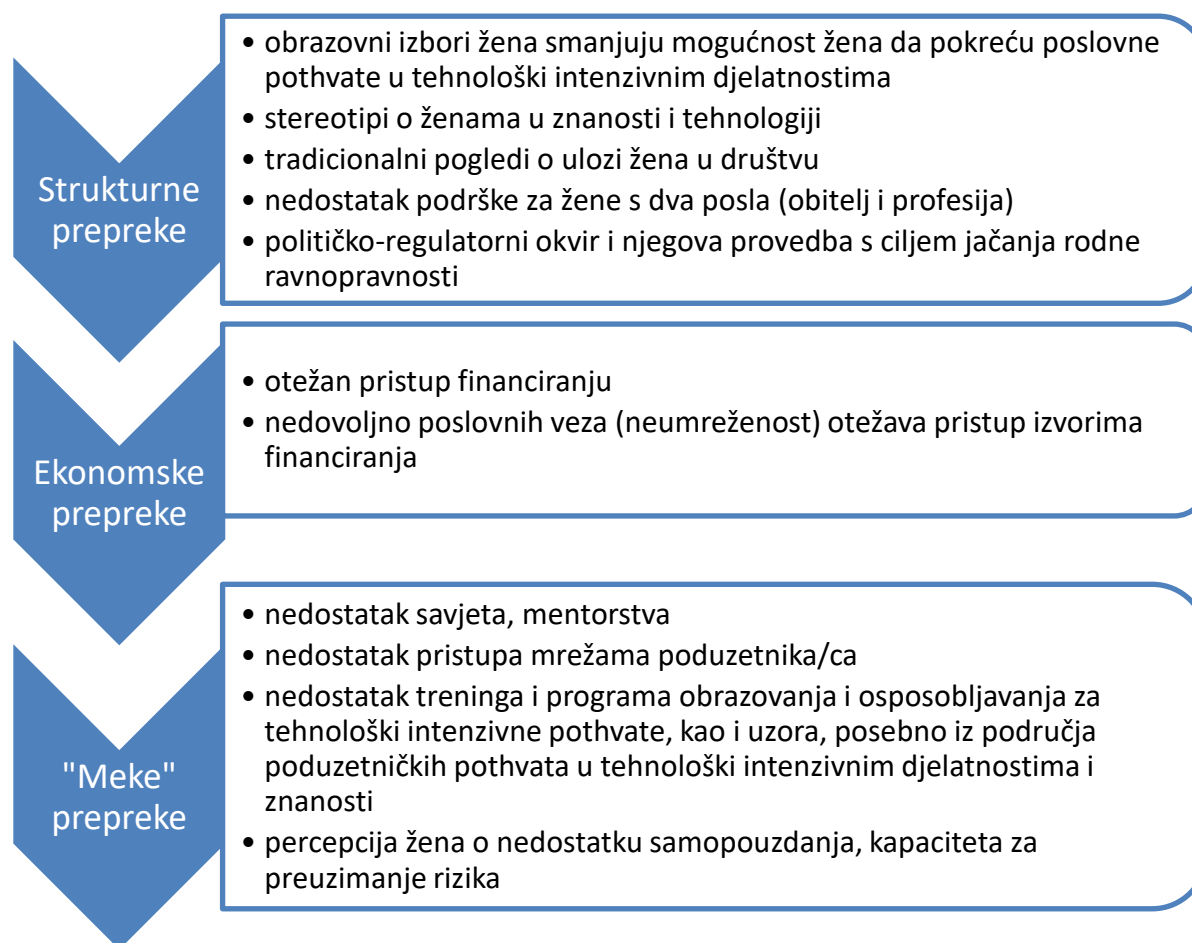 Strukturne
prepreke
• obrazovni izbori žena smanjuju mogućnost žena da pokreću poslovne
pothvate u tehnološki intenzivnim djelatnostima
• stereotipi o ženama u znanosti i tehnologiji
• tradicionalni pogledi o ulozi žena u društvu
• nedostatak podrške za žene s dva posla (obitelj i profesija)
• političko-regulatorni okvir i njegova provedba s ciljem jačanja rodne
ravnopravnosti
Ekonomske
prepreke
• otežan pristup financiranju
• nedovoljno poslovnih veza (neumreženost) otežava pristup izvorima
financiranja
"Meke"
prepreke
• nedostatak savjeta, mentorstva
• nedostatak pristupa mrežama poduzetnika/ca
• nedostatak treninga i programa obrazovanja i osposobljavanja za
tehnološki intenzivne pothvate, kao i uzora, posebno iz područja
poduzetničkih pothvata u tehnološki intenzivnim djelatnostima i
znanosti
• percepcija žena o nedostatku samopouzdanja, kapaciteta za
preuzimanje rizika